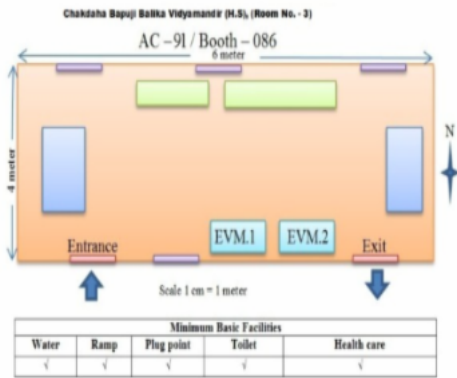 Chakdaha Bapuji Balika Vidyamandir (H.S), (Room No. - 3)
AC – 91 / Booth – 086
6 meter
4 meter
N
EVM.1 EVM.2
Entrance Exit
Scale 1 cm = 1 meter
Minimum Basic Facilities
Water Ramp Plug point Toilet Health care
√ √ √ √ √